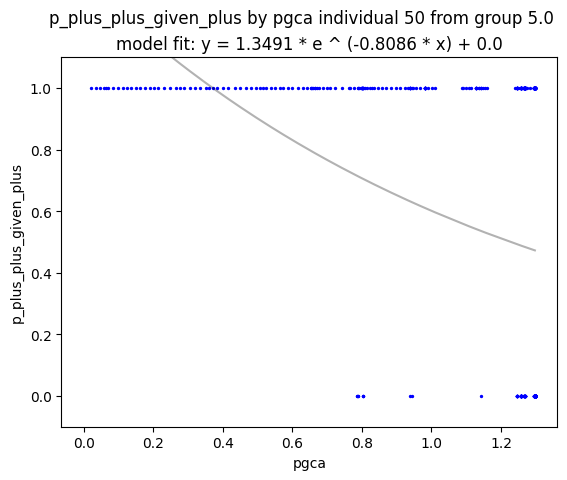 p_plus_plus_given_plus by pgca individual 50 from group 5.0
model fit: y = 1.3491 * e ^ (-0.8086 * x) + 0.0
p_plus_plus_given_plus
1.0
0.8
0.6
0.4
0.2
0.0
0.0 0.2 0.4 0.6 0.8 1.0 1.2
pgca